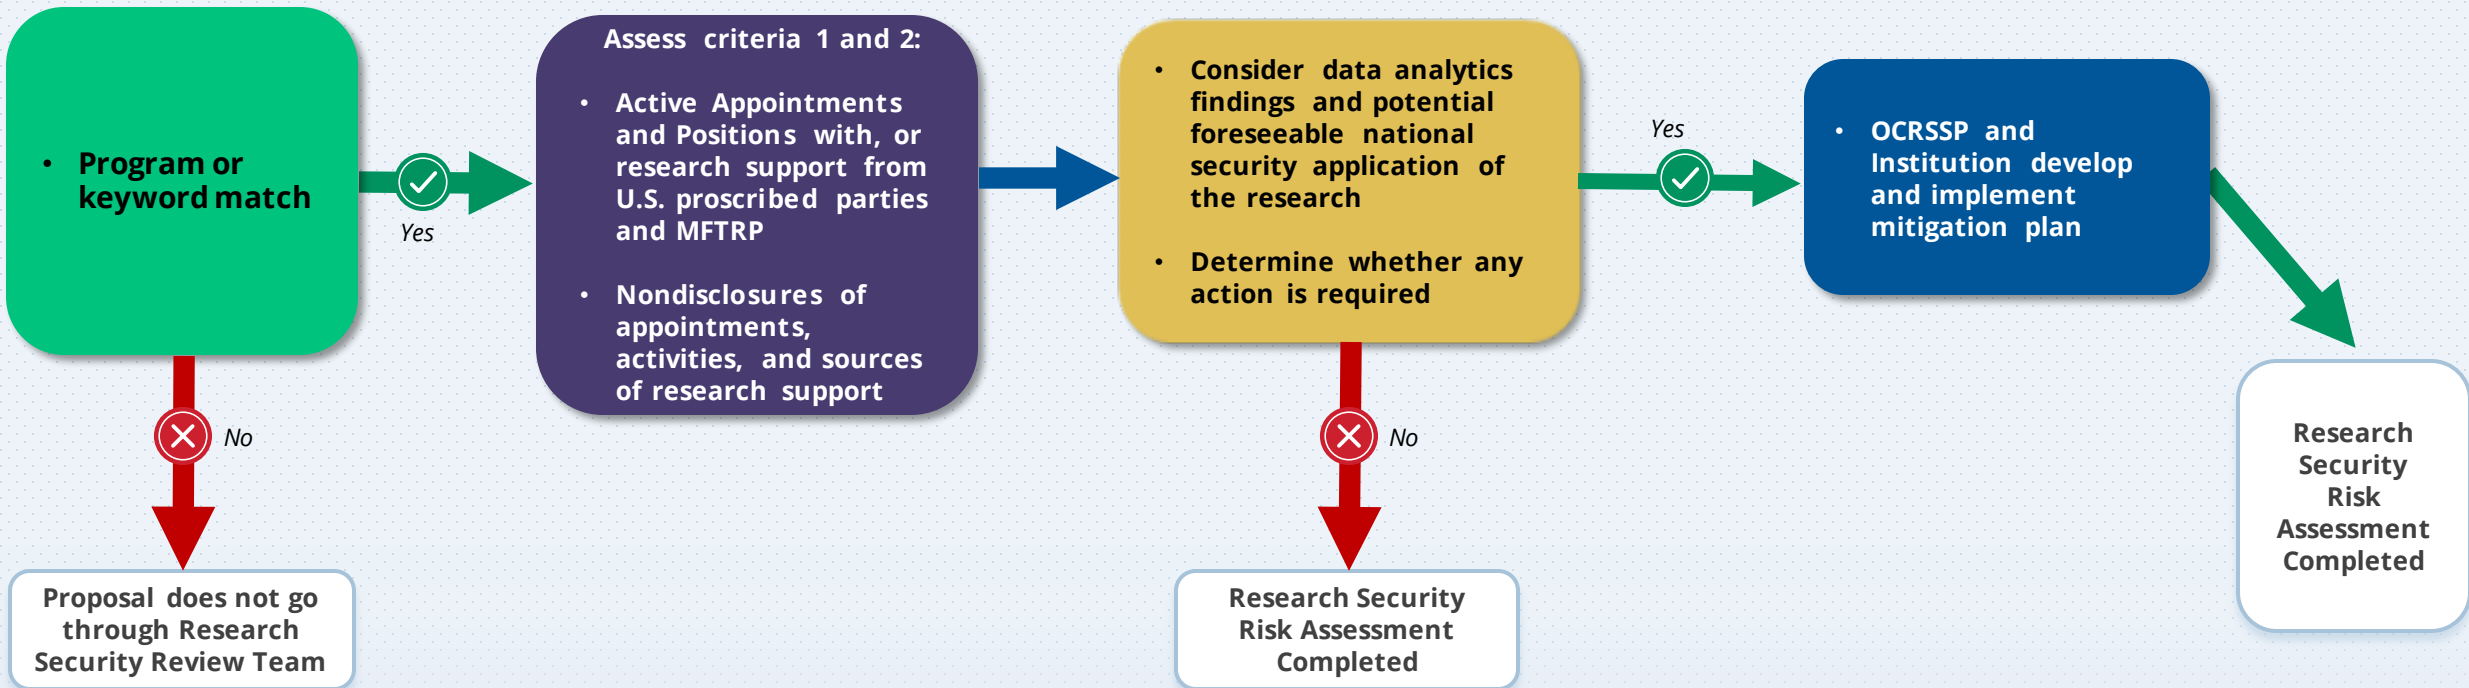 • Program or
keyword match
Yes
No
Proposal does not go
through Research
Security Review Team
Assess criteria 1 and 2:
• Active Appointments
and Positions with, or
research support from
U.S. proscribed parties
and MFTRP
• Nondisclosures of
appointments,
activities, and sources
of research support
• Consider data analytics
findings and potential
foreseeable national
security application of
the research
• Determine whether any
action is required
No
Research Security
Risk Assessment
Completed
Yes
• OCRSSP and
Institution develop
and implement
mitigation plan
Research
Security
Risk
Assessment
Completed